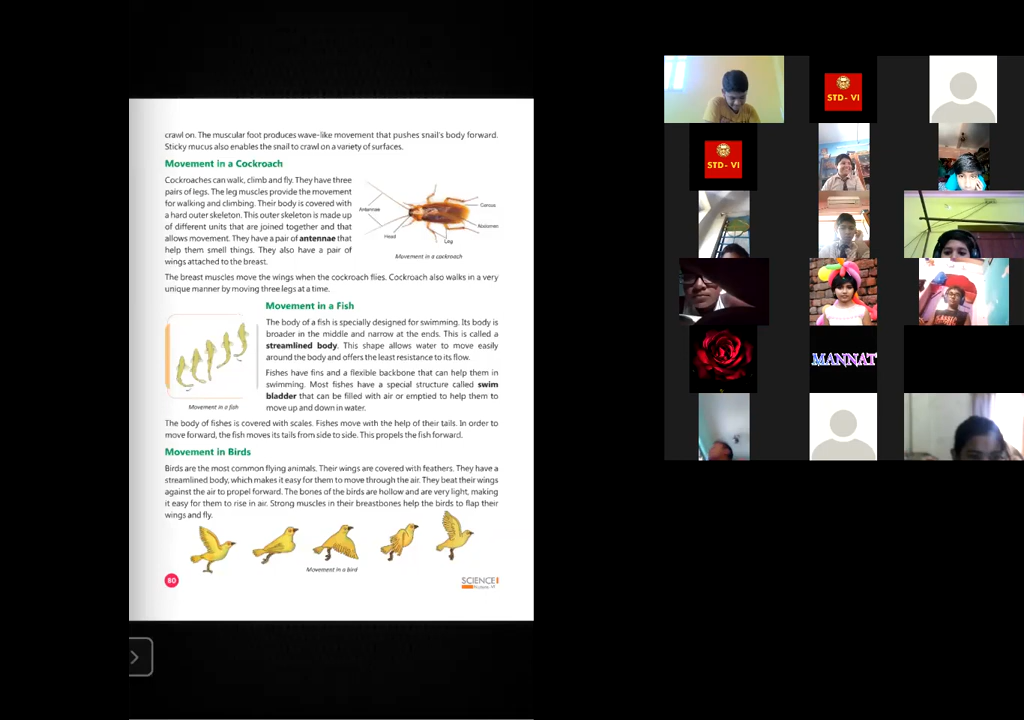 crawl on. The muscular foot produces wave-like movement that pushes snail's body forward.
Sticky mucus also enables the snail to crawl on a variety of surfaces.
Movement in a Cockroach
Cockroaches can walk, climb and fly. They have three
pairs of legs. The leg muscles provide the movement
for walking and climbing. Their body is covered with
a hard outer skeleton. This outer skeleton is made up
of different units that are joined together and that
allows movement. They have a pair of antennae that
help them smell things. They also have a pair of
wings attached to the breast.
Antennae
Head
Leg
Cercus
Abdomen
Movement in a cockroach
The breast muscles move the wings when the cockroach flies. Cockroach also walks in a very
unique manner by moving three legs at a time.
Movement in a Fish
The body of a fish is specially designed for swimming. Its body is
broader in the middle and narrow at the ends. This is called a
streamlined body. This shape allows water to move easily
around the body and offers the least resistance to its flow.
Fishes have fins and a flexible backbone that can help them in
swimming. Most fishes have a special structure called swim
bladder that can be filled with air or emptied to help them to
move up and down in water.
Movement in a fish
The body of fishes is covered with scales. Fishes move with the help of their tails. In order to
move forward, the fish moves its tails from side to side. This propels the fish forward.
Movement in Birds
Birds are the most common flying animals. Their wings are covered with feathers. They have a
streamlined body, which makes it easy for them to move through the air. They beat their wings
against the air to propel forward. The bones of the birds are hollow and are very light, making
it easy for them to rise in air. Strong muscles in their breastbones help the birds to flap their
wings and fly.
Movement in a bird
80
SCIENCE
STD- VI
STD- VI
MANNAT